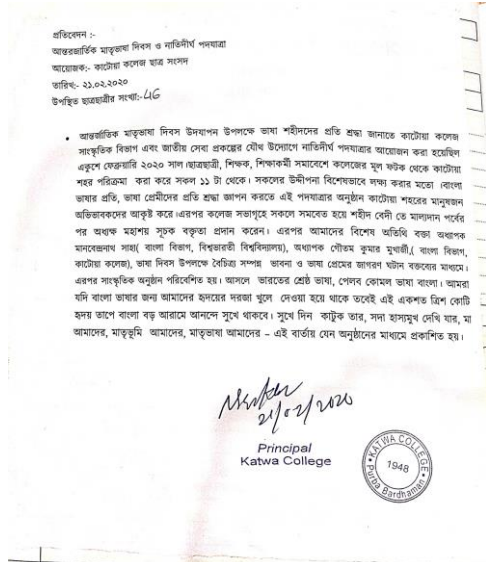 প্রতিবেদন :-
আন্তরজার্তিক মাতৃভাষা দিবস ও নাতিদীর্ঘ পদযাত্রা
আয়োজক:- কাটোয়া কলেজ ছাত্র সংসদ
তারিখ:- ২১.০২.২০২০
উপস্থিত ছাত্রছাত্রীর সংখা:-46
• আন্তর্জাতিক মাতৃভাষা দিবস উদযাপন উপলক্ষে ভাষা শহীদদের প্রতি শ্রদ্ধা জানাতে কাটোয়া কলেজ
সাংস্কৃতিক বিভাগ এবং জাতীয় সেবা প্রকল্পের যৌথ উদ্যোগে নাতিদীর্ঘ পদযাত্রার আয়োজন করা হয়েছিল
একুশে ফেব্রুয়ারি ২০২০ সাল।ছাত্রছাত্রী, শিক্ষক, শিক্ষাকর্মী সমাবেশে কলেজের মূল ফটক থেকে কাটোয়া
শহর পরিক্রমা করা করে সকল ১১ টা থেকে। সকলের উদ্দীপনা বিশেষভাবে লক্ষ্য করার মতো ।বাংলা
ভাষার প্রতি, ভাষা প্রেমীদের প্রতি শ্রদ্ধা জ্ঞাপন করতে এই পদযাত্রার অনুষ্ঠান কাটোয়া শহরের মানুষজন
অভিভাবকদের আকৃষ্ট করে ।এরপর কলেজ সভাগৃহে সকলে সমবেত হয়ে শহীদ বেদী তে মাল্যদান পর্বের
পর অধ্যক্ষ মহাশয় সূচক বক্তৃতা প্রদান করেন। এরপর আমাদের বিশেষ অতিথি বক্তা অধ্যাপক
মানবেন্দ্রনাথ সাহা( বাংলা বিভাগ, বিশ্বভারতী বিশ্ববিদ্যালয়), অধ্যাপক গৌতম কুমার মুখার্জী,( বাংলা বিভাগ,
কাটোয়া কলেজ), ভাষা দিবস উপলক্ষে বৈচিত্র্য সম্পন্ন ভাবনা ও ভাষা প্রেমের জাগরণ ঘটান বক্তব্যের মাধ্যমে।
এরপর সাংস্কৃতিক অনুষ্ঠান পরিবেশিত হয়। আসলে ভারতের শ্রেষ্ঠ ভাষা, পেলব কোমল ভাষা বাংলা। আমরা
যদি বাংলা ভাষার জন্য আমাদের হৃদয়ের দরজা খুলে দেওয়া হয়ে থাকে তবেই এই একশত ত্রিশ কোটি
হৃদয় তাপে বাংলা বড় আরামে আনন্দে সুখে থাকবে। সুখে দিন কাটুক তার, সদা হাস্যমুখ দেখি যার, মা
আমাদের, মাতৃভূমি আমাদের, মাতৃভাষা আমাদের – এই বার্তায় যেন অনুষ্ঠানের মাধ্যমে প্রকাশিত হয়।
21/02/2020
Principal
Katwa College
KATWA COLLEGE
1948
Purba Bardhaman